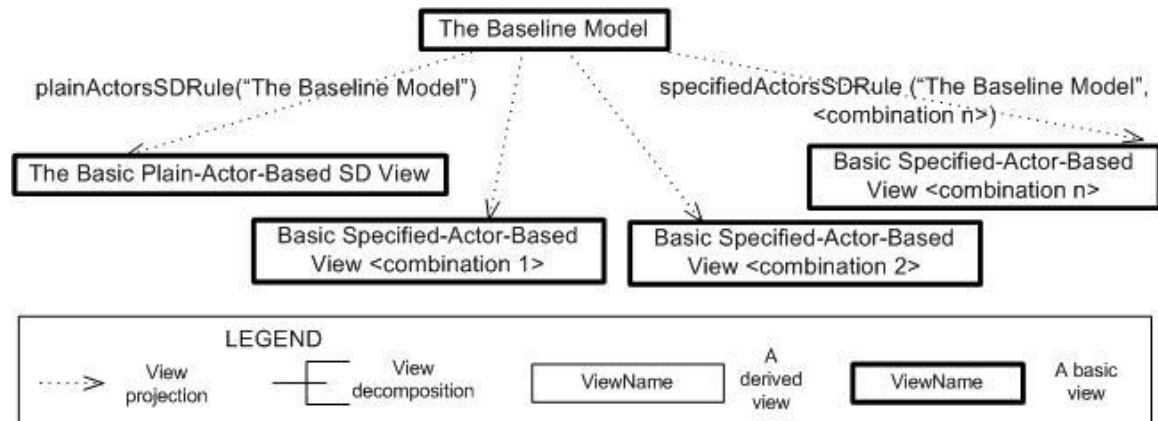 The Baseline Model
plainActorsSDRule("The Baseline Model")
specifiedActorsSDRule ("The Baseline Model",
<combination n>)
The Basic Plain-Actor-Based SD View
Basic Specified-Actor-Based
View <combination n>
Basic Specified-Actor-Based
View <combination 1>
Basic Specified-Actor-Based
View <combination 2>
LEGEND
View
projection
View
decomposition
ViewName
A
derived
view
ViewName
A basic
view